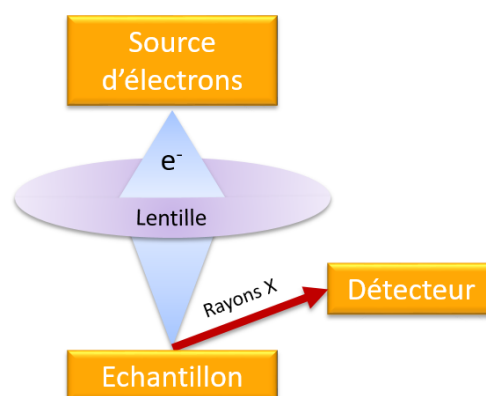 Source
d'électrons
e-
Lentille
Rayons X
Détecteur
Echantillon